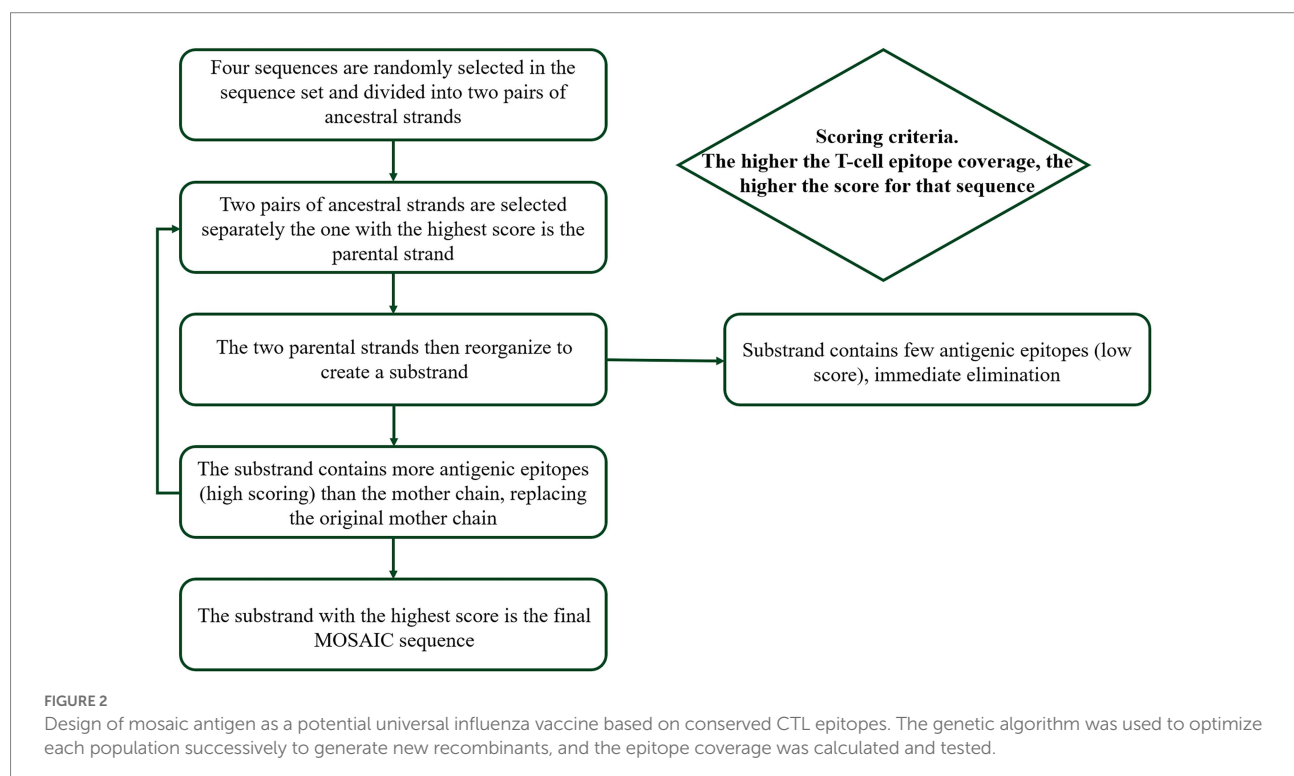 Four sequences are randomly selected in the
sequence set and divided into two pairs of
ancestral strands
Scoring criteria.
The higher the T-cell epitope coverage, the
higher the score for that sequence
Two pairs of ancestral strands are selected
separately the one with the highest score is the
parental strand
The two parental strands then reorganize to
create a substrand
Substrand contains few antigenic epitopes (low
score), immediate elimination
The substrand contains more antigenic epitopes
(high scoring) than the mother chain, replacing
the original mother chain
The substrand with the highest score is the final
MOSAIC sequence
FIGURE 2
Design of mosaic antigen as a potential universal influenza vaccine based on conserved CTL epitopes. The genetic algorithm was used to optimize
each population successively to generate new recombinants, and the epitope coverage was calculated and tested.